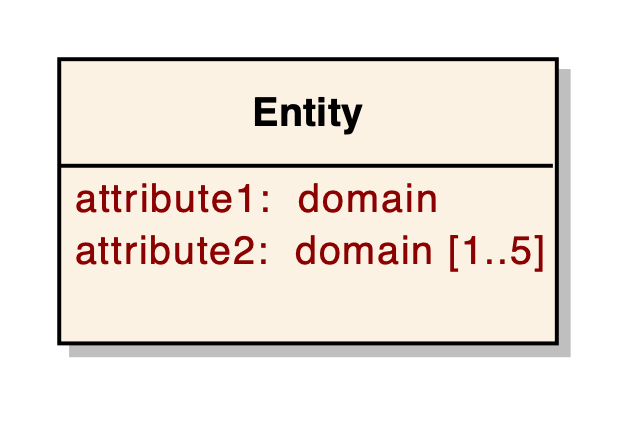 Entity
attribute1: domain
attribute2: domain [1..5]